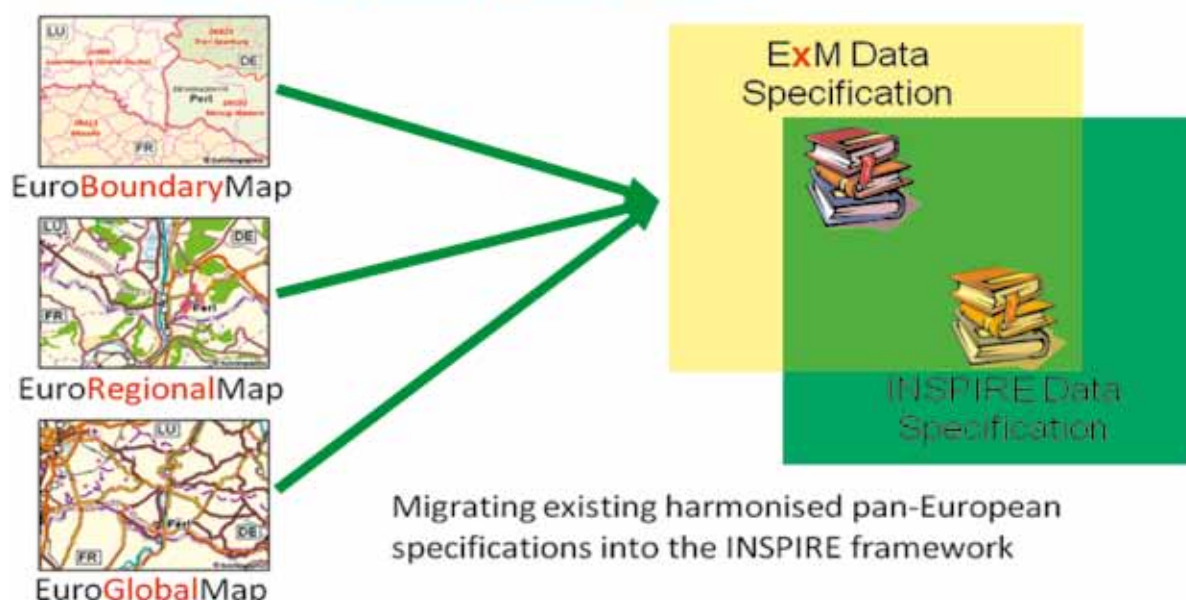 LU
DE
Perl
FR
EuroBoundaryMap
LU
DE
Perl
FR
EuroRegionalMap
LU
Perl
DE
FR
EuroGlobalMap
ExM Data
Specification
INSPIRE Data
Specification
Migrating existing harmonised pan-European
specifications into the INSPIRE framework